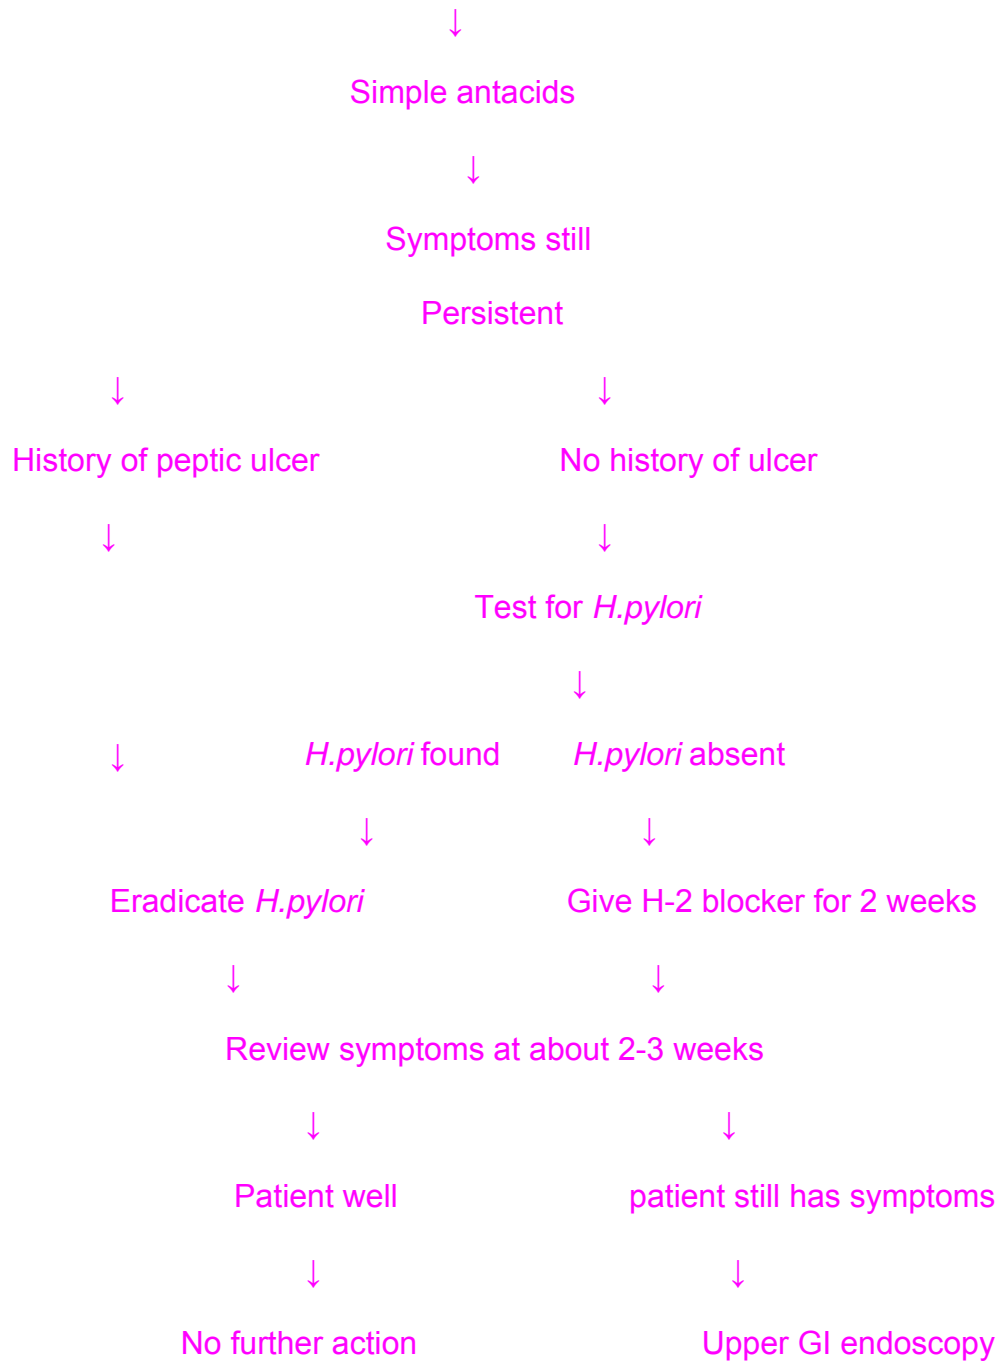 ↓
Simple antacids
↓
Symptoms still
Persistent
↓ ↓
History of peptic ulcer No history of ulcer
↓ ↓
Test for H.pylori
↓
↓ H.pylori found H.pylori absent
↓ ↓
Eradicate H.pylori Give H-2 blocker for 2 weeks
↓ ↓
Review symptoms at about 2-3 weeks
↓ ↓
Patient well patient still has symptoms
↓ ↓
No further action Upper GI endoscopy